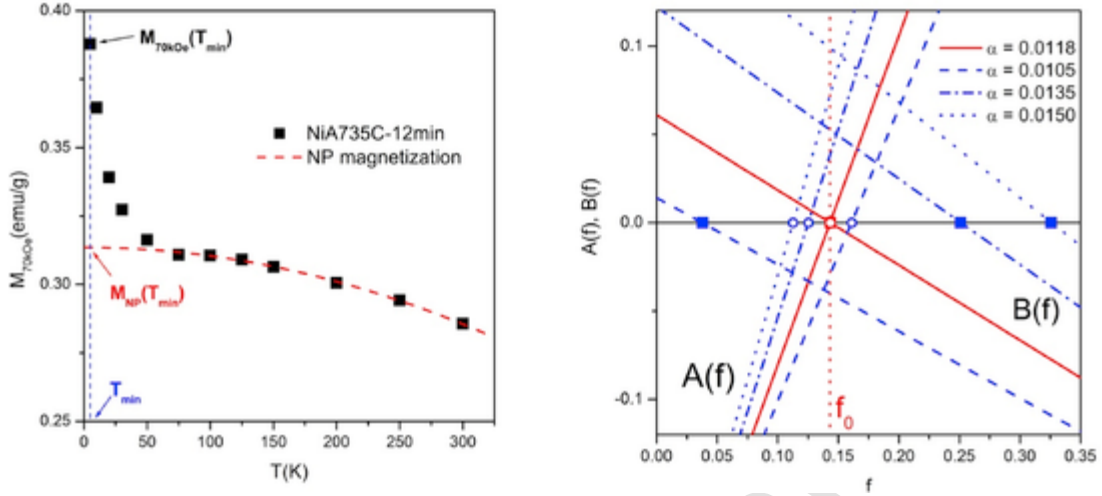 0.40
0.35
0.30
0.25
M70kOe(emu/g)
M70kOe(Tmin)
NiA735C-12min
NP magnetization
MNP(Tmin)
Tmin
0 50 100 150 200 250 300
T(K)
0.1
0.0
-0.1
A(f), B(f)
α = 0.0118
α = 0.0105
α = 0.0135
α = 0.0150
B(f)
A(f)
f0
0.00 0.05 0.10 0.15 0.20 0.25 0.30 0.35
f